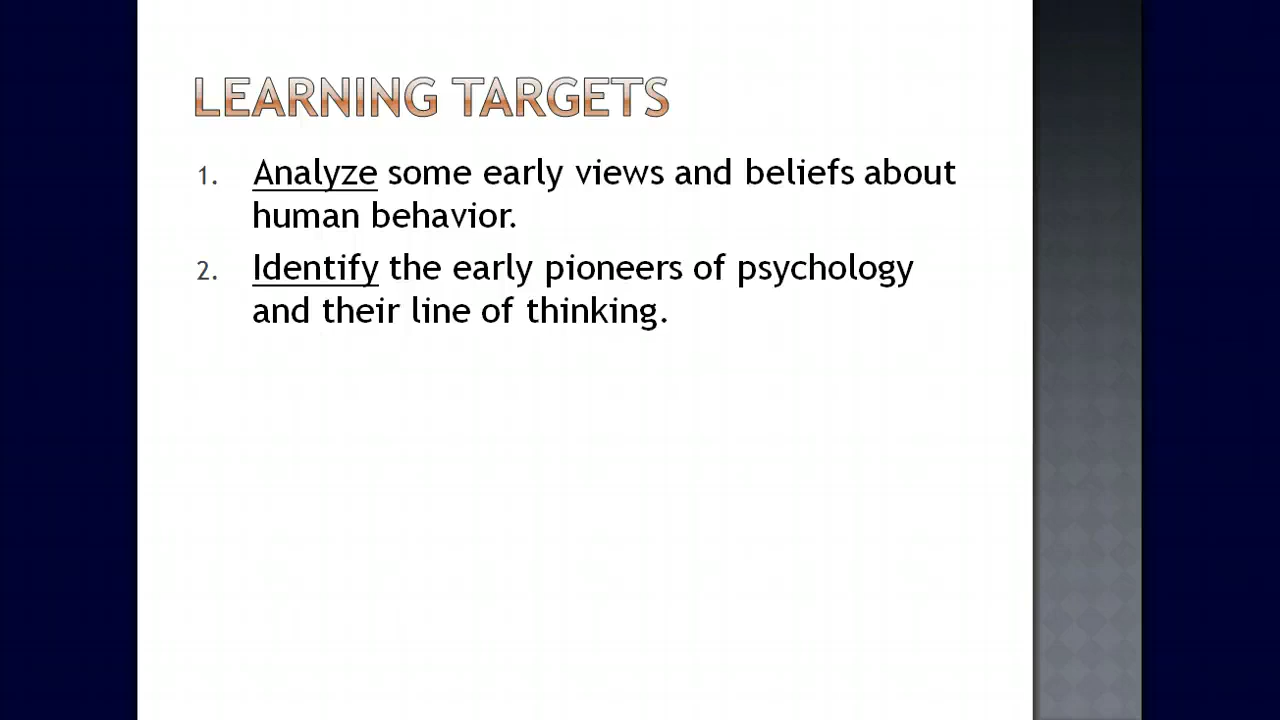 LEARNING TARGETS
1. Analyze some early views and beliefs about
human behavior.
2. Identify the early pioneers of psychology
and their line of thinking.